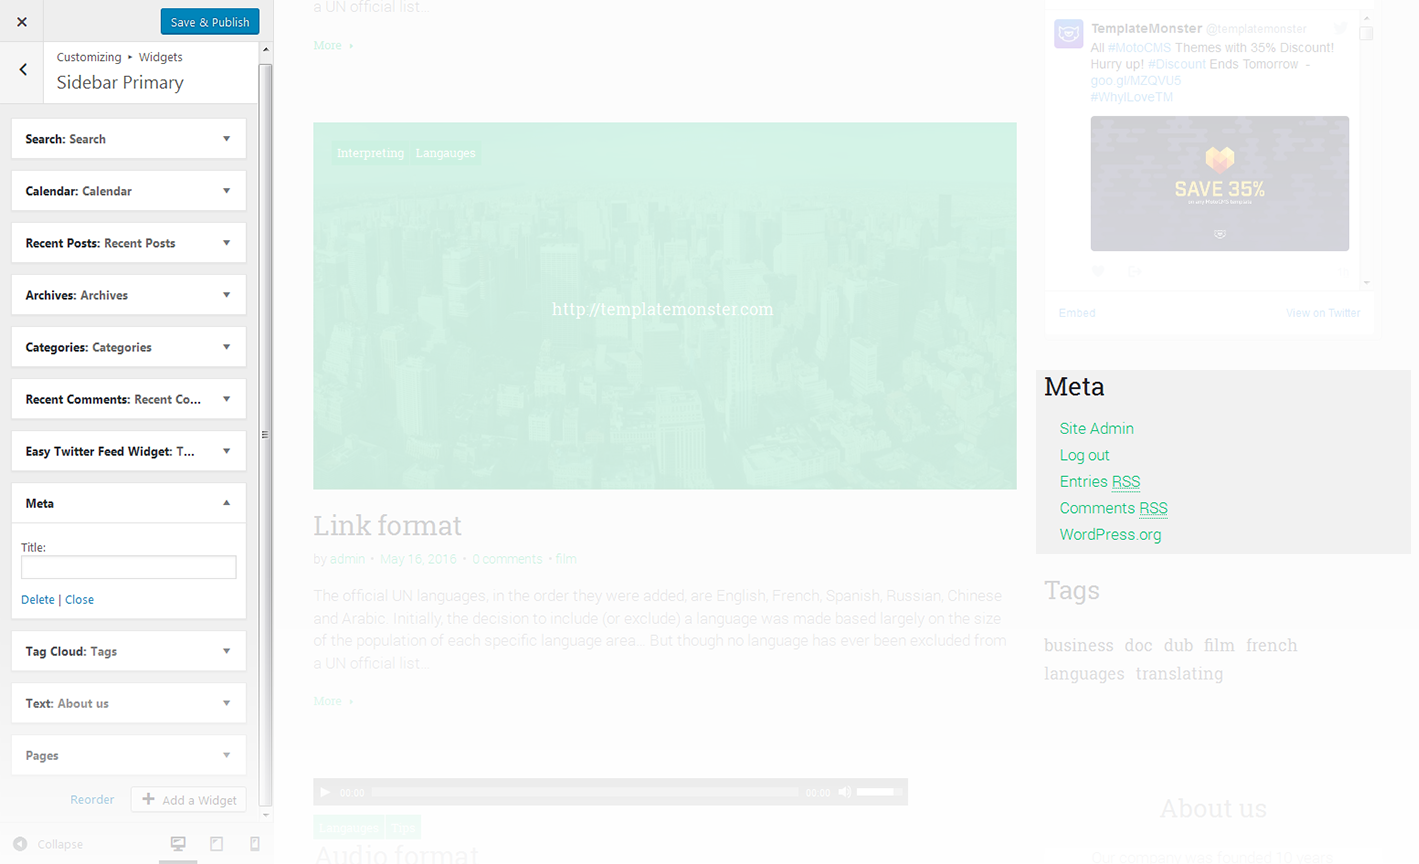 Save & Publish
Customizing ▸ Widgets
Sidebar Primary
Search: Search
Calendar: Calendar
Recent Posts: Recent Posts
Archives: Archives
Categories: Categories
Recent Comments: Recent Co...
Easy Twitter Feed Widget: T...
Meta
Title:
Delete | Close
Tag Cloud: Tags
Text: About us
Pages
Reorder
Add a Widget
Collapse
a UN official list...
More
Interpreting Langauges
http://templatemonster.com
Link format
by admin • May 16, 2016 • 0 comments • film
The official UN languages, in the order they were added, are English, French, Spanish, Russian, Chinese
and Arabic. Initially, the decision to include (or exclude) a language was made based largely on the size
of the population of each specific language area... But though no language has ever been excluded from
a UN official list...
More
00:00 00:00
Languages Tips
Audio format
TemplateMonster @templatemonster
All #MotoCMS Themes with 35% Discount!
Hurry up! #Discount Ends Tomorrow -
goo.gl/MZQVU5
#WhyILoveTM
SAVE 35%
Embed View on Twitter
Meta
Site Admin
Log out
Entries RSS
Comments RSS
WordPress.org
Tags
business doc dub film french
languages translating
About us
Our company was founded 10 years